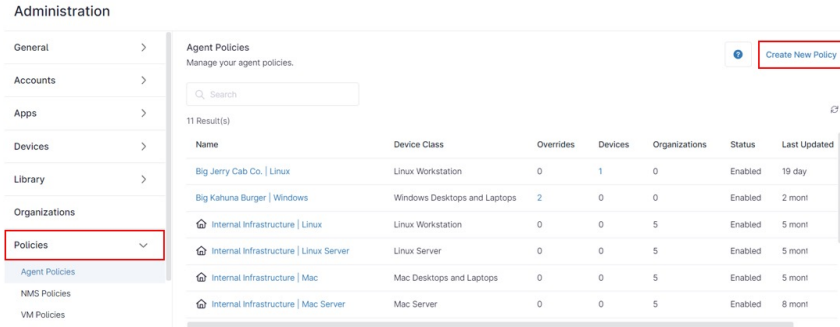 Administration
General
Accounts
Apps
Devices
Library
Organizations
Policies
Agent Policies
NMS Policies
VM Policies
Agent Policies
Manage your agent policies.
Create New Policy
Search
11 Result(s)
Name Device Class Overrides Devices Organizations Status Last Updated
Big Jerry Cab Co. | Linux Linux Workstation 0 1 0 Enabled 19 day
Big Kahuna Burger | Windows Windows Desktops and Laptops 2 0 0 Enabled 2 mont
Internal Infrastructure | Linux Linux Workstation 0 0 5 Enabled 5 mont
Internal Infrastructure | Linux Server Linux Server 0 0 5 Enabled 5 mont
Internal Infrastructure | Mac Mac Desktops and Laptops 0 0 5 Enabled 5 mont
Internal Infrastructure | Mac Server Mac Server 0 0 5 Enabled 8 mont